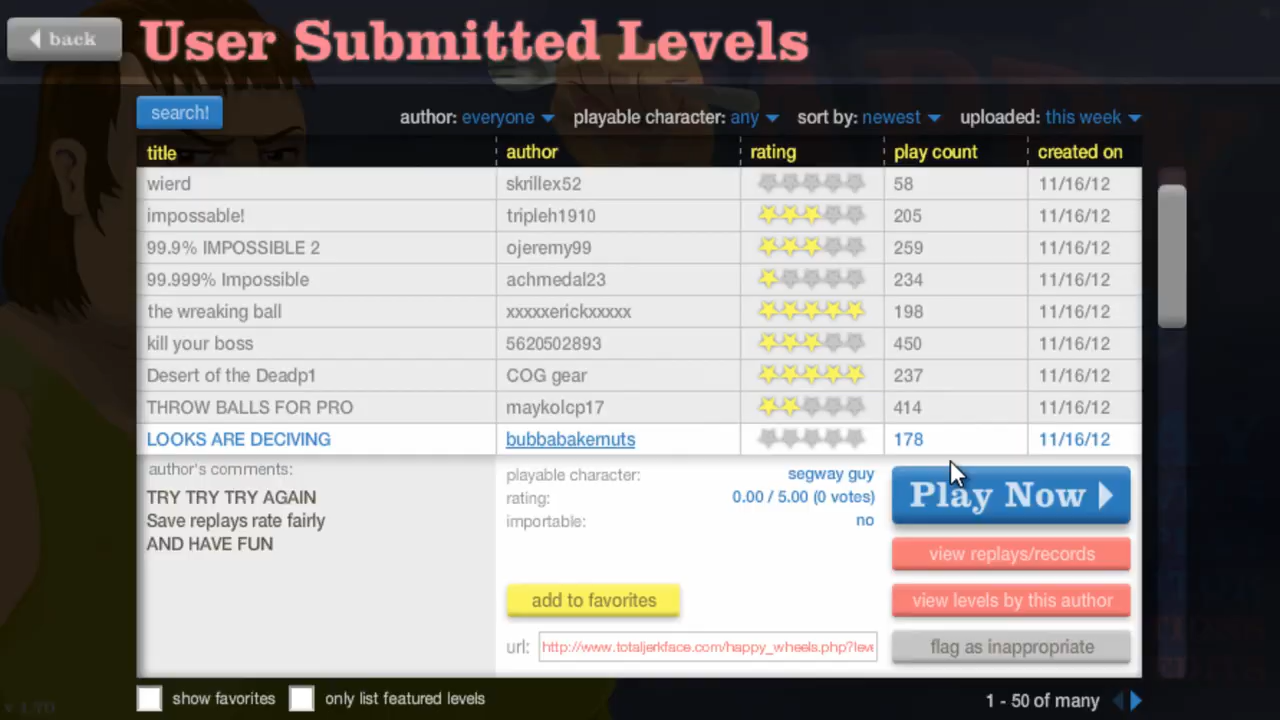 back
User Submitted Levels
search!
author: everyone playable character: any sort by: newest uploaded: this week
title author rating play count created on
wierd skrillex52 58 11/16/12
impossable! tripleh1910 205 11/16/12
99.9% IMPOSSIBLE 2 ojeremy99 259 11/16/12
99.999% Impossible achmedal23 234 11/16/12
the wreaking ball xxxxxerickxxxxx 198 11/16/12
kill your boss 5620502893 450 11/16/12
Desert of the Deadp1 COG gear 237 11/16/12
THROW BALLS FOR PRO maykolcp17 414 11/16/12
LOOKS ARE DECIVING bubbabakemuts 178 11/16/12
author's comments:
TRY TRY TRY AGAIN
Save replays rate fairly
AND HAVE FUN
playable character: segway guy
rating: 0.00 / 5.00 (0 votes)
importable: no
add to favorites
url: http://www.totaljerkface.com/happy_wheels.php?leve
Play Now
view replays/records
view levels by this author
flag as inappropriate
show favorites only list featured levels 1 - 50 of many